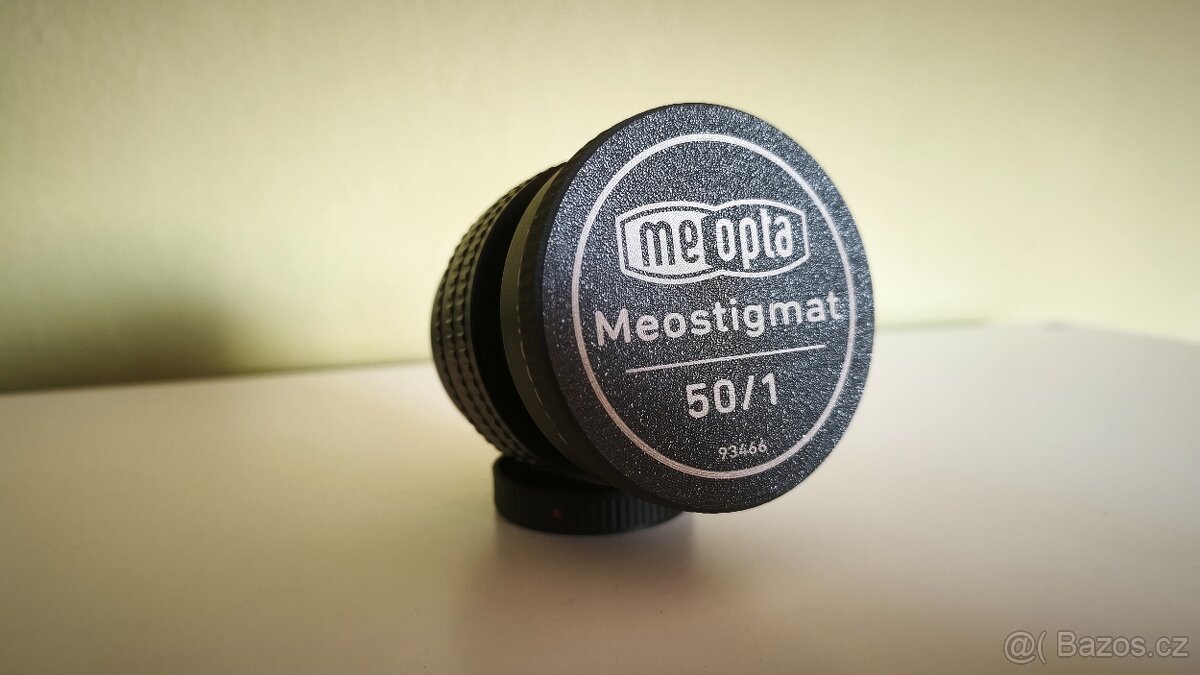 meopta
Meostigmat
50/1
93466
@( Bazos.cz